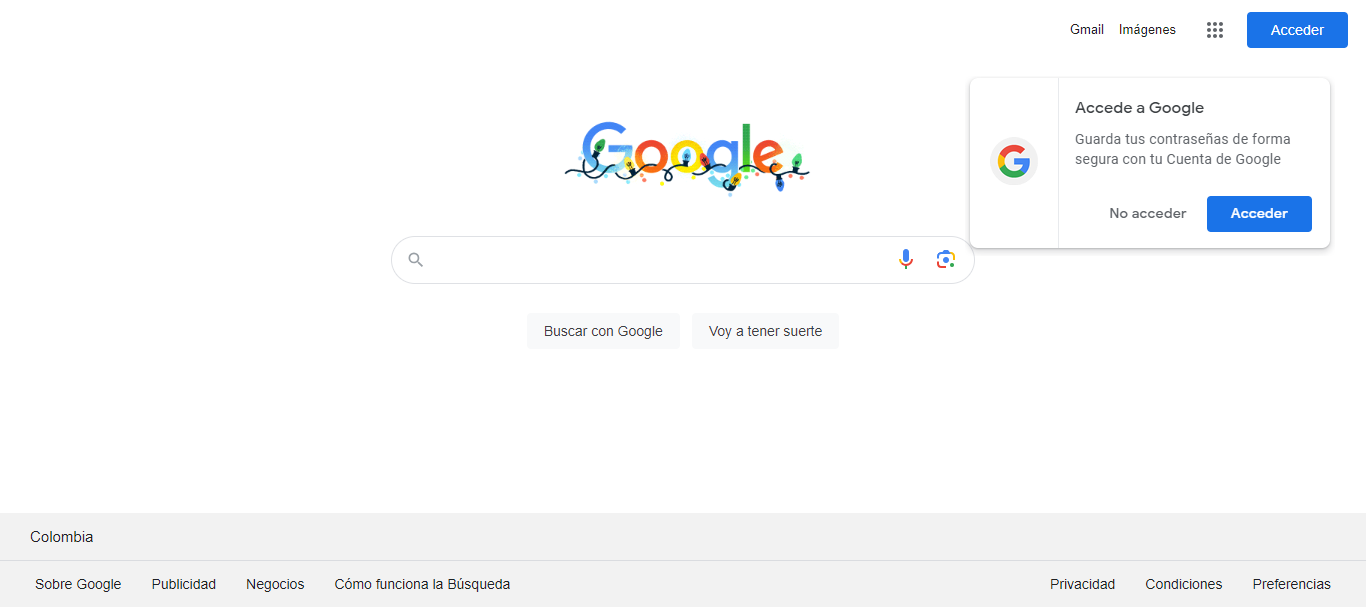 Gmail Imágenes Acceder
Accede a Google
Guarda tus contraseñas de forma
segura con tu Cuenta de Google
No acceder Acceder
Google
Buscar con Google Voy a tener suerte
Colombia
Sobre Google Publicidad Negocios Cómo funciona la Búsqueda Privacidad Condiciones Preferencias